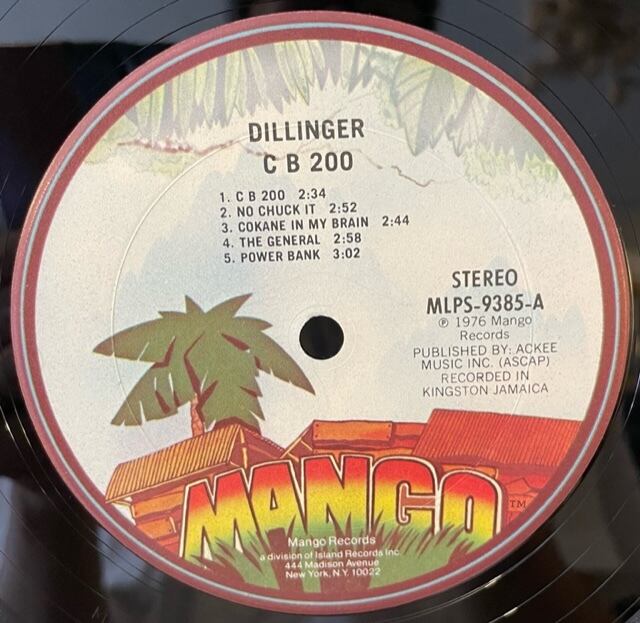 DILLINGER
C B 200
1. C B 200 2:34
2. NO CHUCK IT 2:52
3. COKANE IN MY BRAIN 2:44
4. THE GENERAL 2:58
5. POWER BANK 3:02
STEREO
MLPS-9385-A
℗ 1976 Mango
Records
PUBLISHED BY: ACKEE
MUSIC INC. (ASCAP)
RECORDED IN
KINGSTON JAMAICA
MANGO TM
Mango Records
a division of Island Records Inc.
444 Madison Avenue
New York, N.Y. 10022